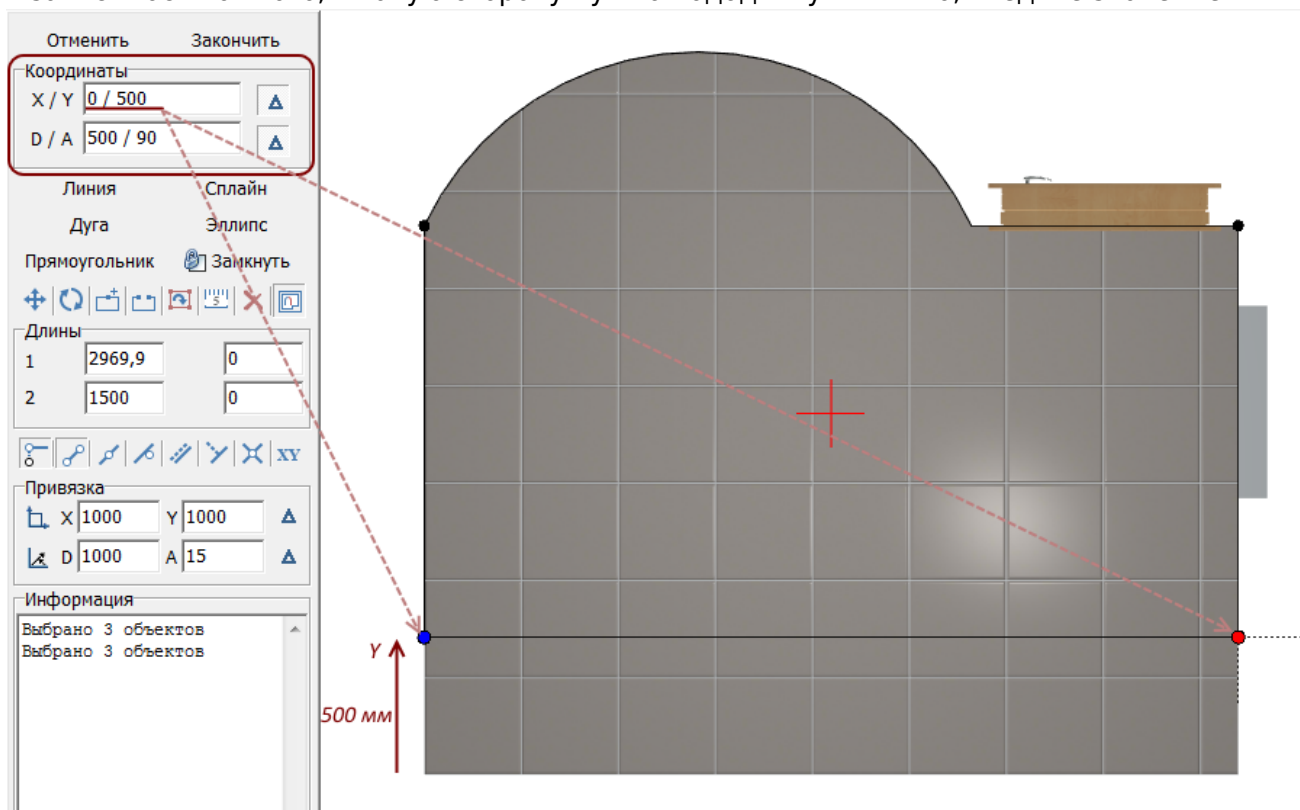 Отменить Закончить
Координаты
X / Y 0 / 500
D / A 500 / 90
Линия Сплайн
Дуга Эллипс
Прямоугольник Замкнуть
5
Длины
1 2969,9 0
2 1500 0
XY
Привязка
X 1000 Y 1000
D 1000 A 15
Информация
Выбрано 3 объектов
Выбрано 3 объектов
Y
500 мм